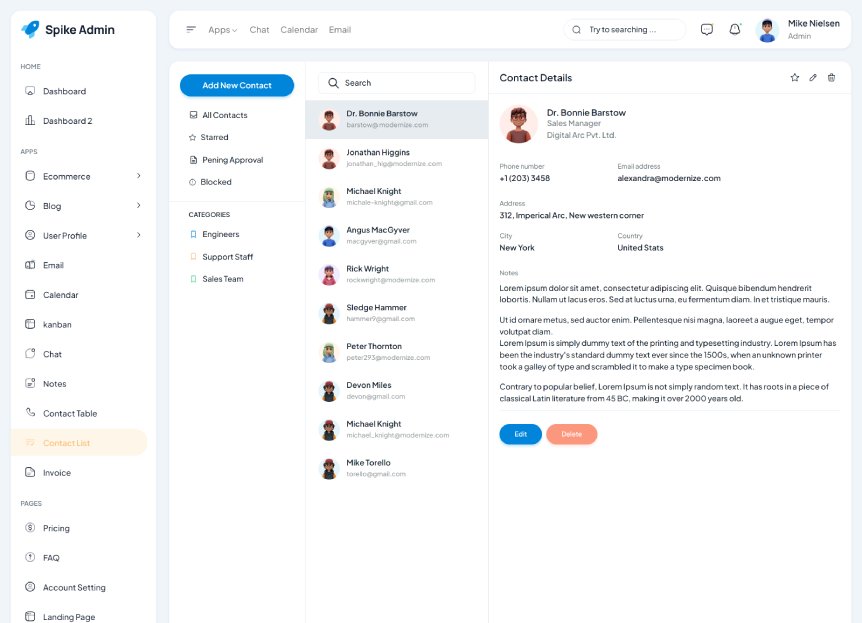 Spike Admin
HOME
Dashboard
Dashboard 2
APPS
Ecommerce
Blog
User Profile
Email
Calendar
kanban
Chat
Notes
Contact Table
Contact List
Invoice
PAGES
Pricing
FAQ
Account Setting
Landing Page
Apps Chat Calendar Email
Try to searching ...
Mike Nielsen
Admin
Add New Contact
All Contacts
Starred
Pening Approval
Blocked
CATEGORIES
Engineers
Support Staff
Sales Team
Search
Dr. Bonnie Barstow
barstow@modernize.com
Jonathan Higgins
jonathan_hig@modernize.com
Michael Knight
michale-knight@gmail.com
Angus MacGyver
macgyver@gmail.com
Rick Wright
rockwright@modernize.com
Sledge Hammer
hammer9@gmail.com
Peter Thornton
peter293@modernize.com
Devon Miles
devon@gmail.com
Michael Knight
michael_knight@modernize.com
Mike Torello
torello@gmail.com
Contact Details
Dr. Bonnie Barstow
Sales Manager
Digital Arc Pvt. Ltd.
Phone number Email address
+1 (203) 3458 alexandra@modernize.com
Address
312, Imperical Arc, New western corner
City Country
New York United Stats
Notes
Lorem ipsum dolor sit amet, consectetur adipiscing elit. Quisque bibendum hendrerit
lobortis. Nullam ut lacus eros. Sed at luctus urna, eu fermentum diam. In et tristique mauris.
Ut id ornare metus, sed auctor enim. Pellentesque nisi magna, laoreet a augue eget, tempor
volutpat diam.
Lorem Ipsum is simply dummy text of the printing and typesetting industry. Lorem Ipsum has
been the industry's standard dummy text ever since the 1500s, when an unknown printer
took a galley of type and scrambled it to make a type specimen book.
Contrary to popular belief, Lorem Ipsum is not simply random text. It has roots in a piece of
classical Latin literature from 45 BC, making it over 2000 years old.
Edit Delete